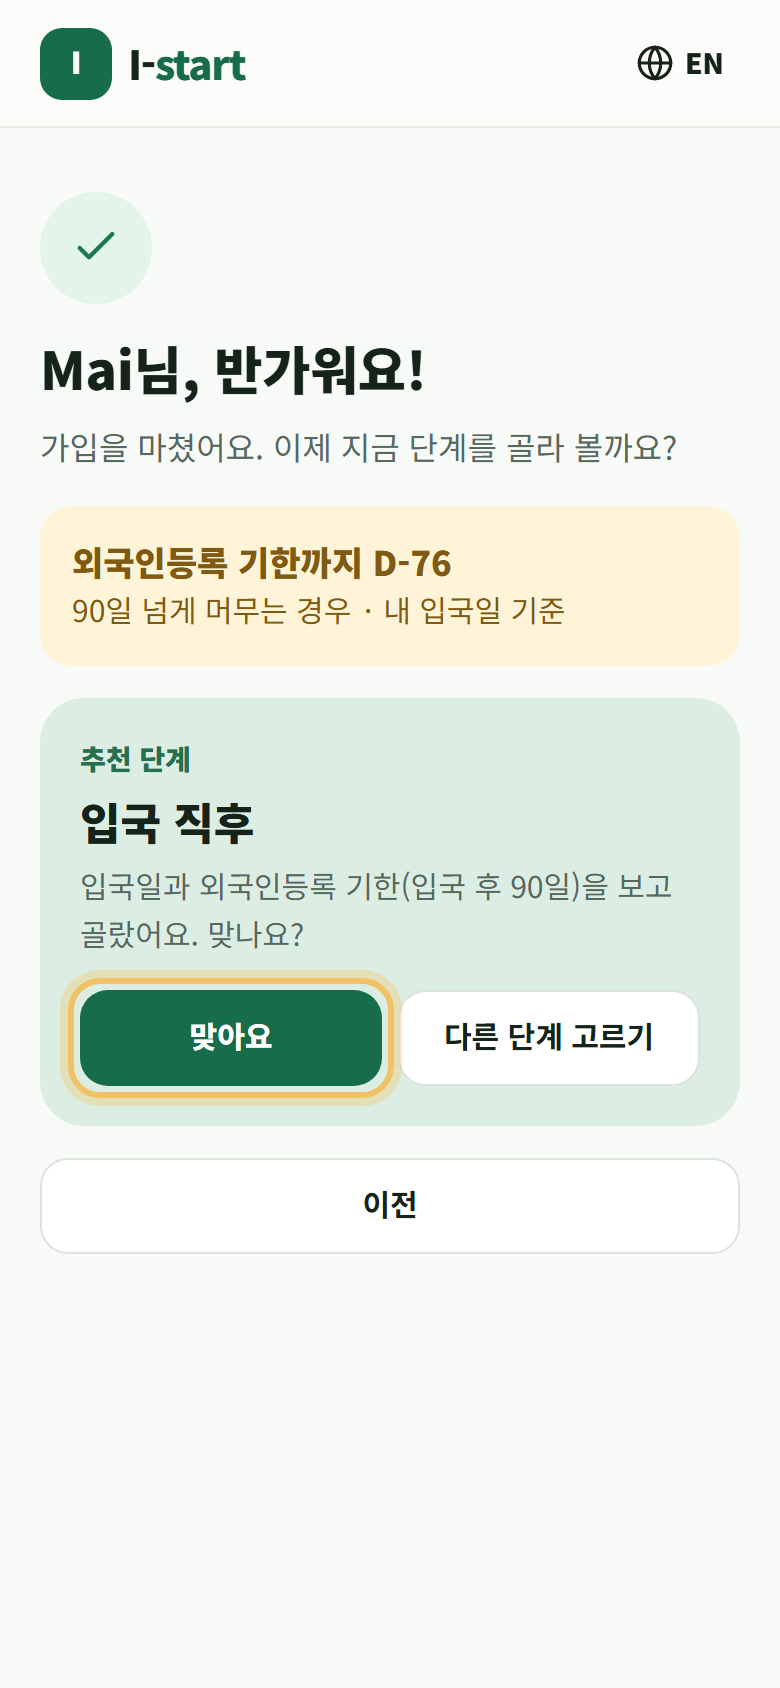 I I-start
EN
Mai님, 반가워요!
가입을 마쳤어요. 이제 지금 단계를 골라 볼까요?
외국인등록 기한까지 D-76
90일 넘게 머무는 경우 · 내 입국일 기준
추천 단계
입국 직후
입국일과 외국인등록 기한(입국 후 90일)을 보고
골랐어요. 맞나요?
맞아요
다른 단계 고르기
이전